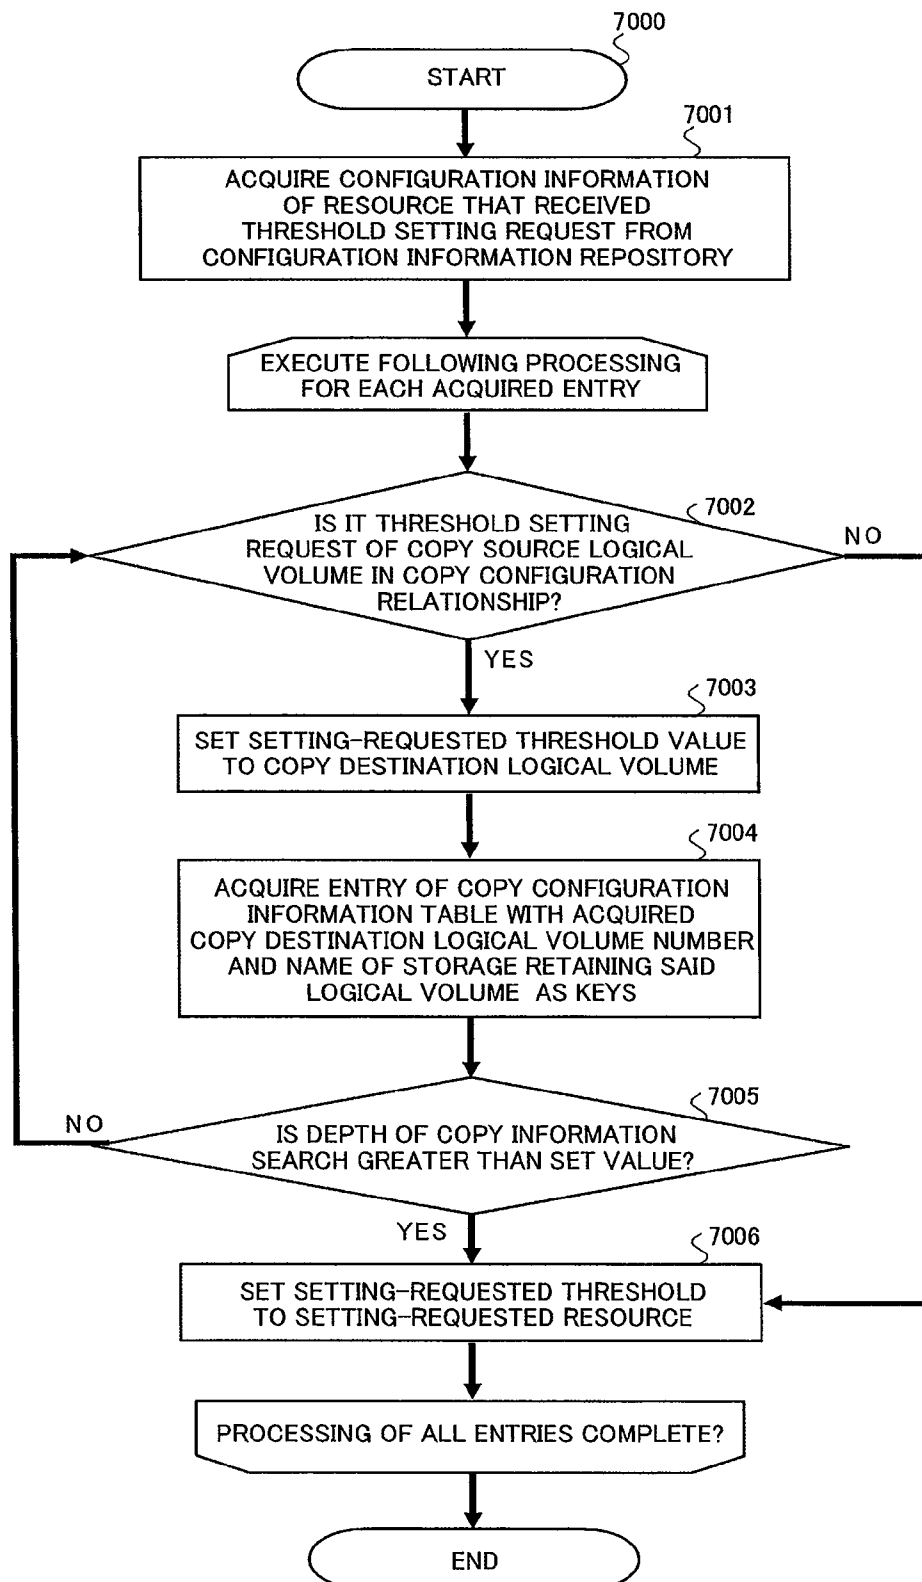 7000
START
7001
ACQUIRE CONFIGURATION INFORMATION
OF RESOURCE THAT RECEIVED
THRESHOLD SETTING REQUEST FROM
CONFIGURATION INFORMATION REPOSITORY
EXECUTE FOLLOWING PROCESSING
FOR EACH ACQUIRED ENTRY
7002
IS IT THRESHOLD SETTING
REQUEST OF COPY SOURCE LOGICAL
VOLUME IN COPY CONFIGURATION
RELATIONSHIP?
NO
YES
7003
SET SETTING-REQUESTED THRESHOLD VALUE
TO COPY DESTINATION LOGICAL VOLUME
7004
ACQUIRE ENTRY OF COPY CONFIGURATION
INFORMATION TABLE WITH ACQUIRED
COPY DESTINATION LOGICAL VOLUME NUMBER
AND NAME OF STORAGE RETAINING SAID
LOGICAL VOLUME AS KEYS
7005
NO
IS DEPTH OF COPY INFORMATION
SEARCH GREATER THAN SET VALUE?
YES
7006
SET SETTING-REQUESTED THRESHOLD
TO SETTING-REQUESTED RESOURCE
PROCESSING OF ALL ENTRIES COMPLETE?
END